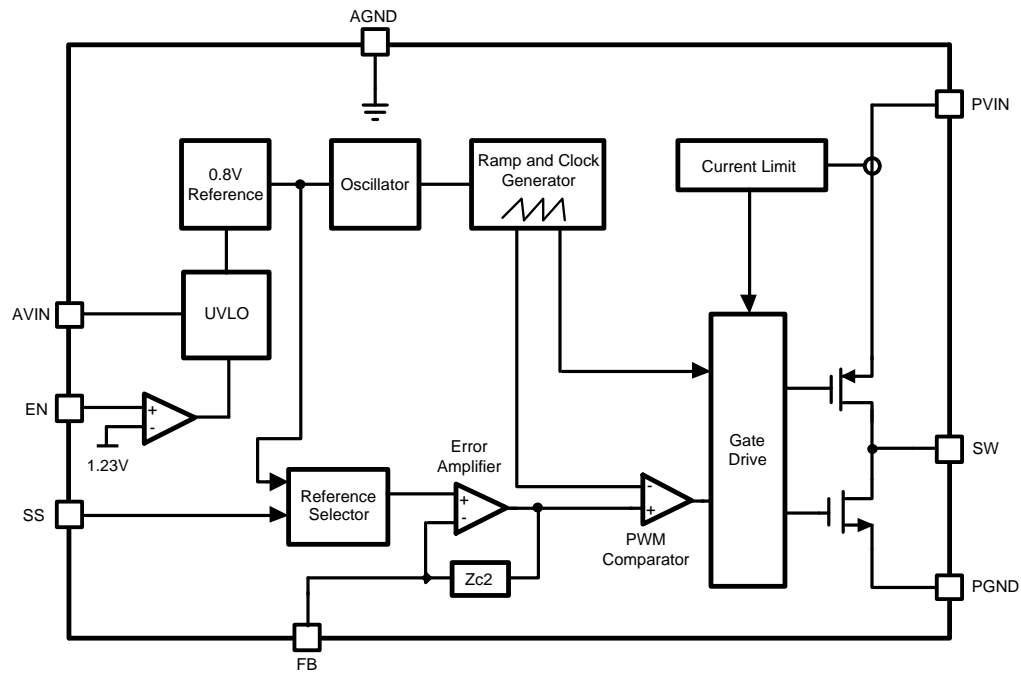 AGND
PVIN
0.8V
Reference
Oscillator
Ramp and Clock
Generator
Current Limit
AVIN
UVLO
EN
+
-
1.23V
Error
Amplifier
Gate
Drive
SW
SS
Reference
Selector
+
-
-
+
PWM
Comparator
Zc2
PGND
FB